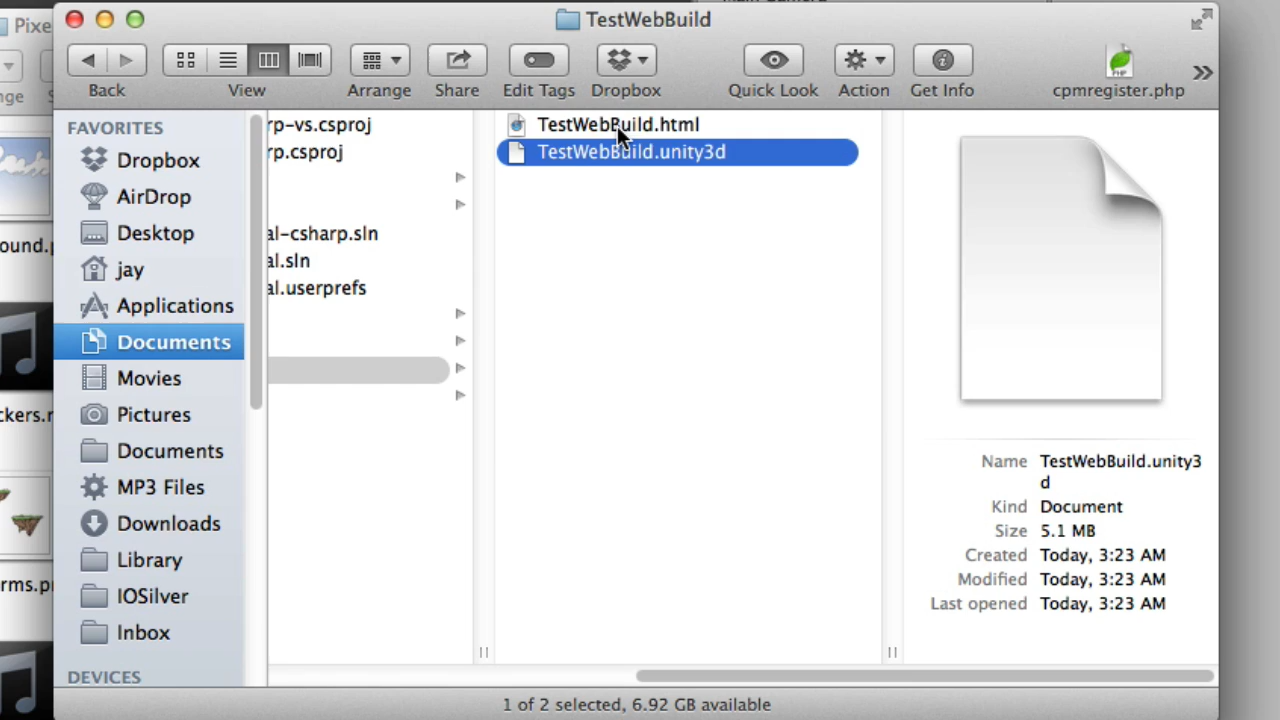 TestWebBuild
Back
View
Arrange
Share
Edit Tags
Dropbox
Quick Look
Action
Get Info
cpmregister.php
FAVORITES
Dropbox
AirDrop
Desktop
jay
Applications
Documents
Movies
Pictures
Documents
MP3 Files
Downloads
Library
IOSilver
Inbox
DEVICES
rp-vs.csproj
rp.csproj
al-csharp.sln
al.sln
al.userprefs
TestWebBuild.html
TestWebBuild.unity3d
Name TestWebBuild.unity3
d
Kind Document
Size 5.1 MB
Created Today, 3:23 AM
Modified Today, 3:23 AM
Last opened Today, 3:23 AM
1 of 2 selected, 6.92 GB available